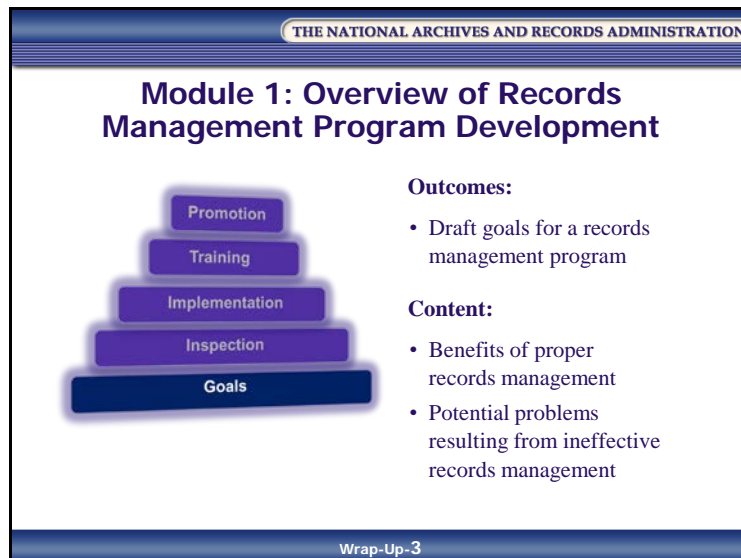 THE NATIONAL ARCHIVES AND RECORDS ADMINISTRATION
Module 1: Overview of Records
Management Program Development
Promotion
Training
Implementation
Inspection
Goals
Outcomes:
• Draft goals for a records
management program
Content:
• Benefits of proper
records management
• Potential problems
resulting from ineffective
records management
Wrap-Up-3